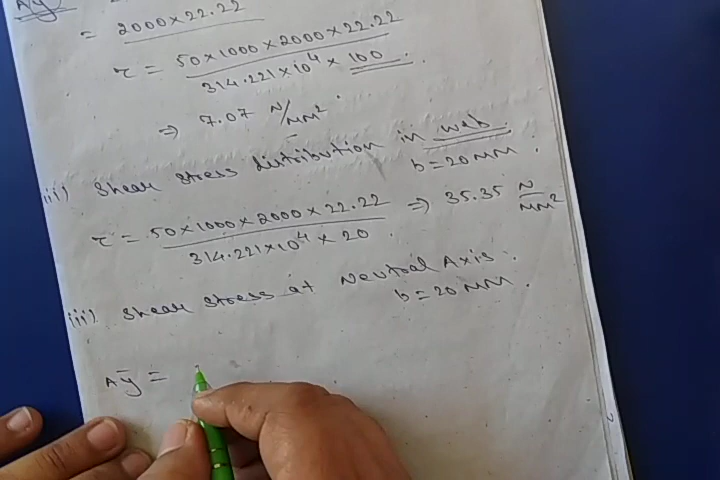 Aȳ
= 2000×22.22
τ = 50×1000×2000×22.22 / 314.221×10⁴ × 100 .
⇒ 7.07 N/MM² .
iii) Shear stress distribution in web .
b = 20 MM .
τ = 50×1000×2000×22.22 / 314.221×10⁴ × 20 . ⇒ 35.35 N/MM²
iii) Shear stress at Neutral Axis .
b = 20 MM .
Aȳ =